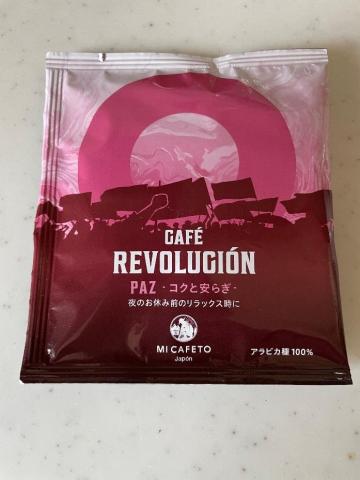 CAFÉ
REVOLUCIÓN
PAZ ・コクと安らぎ・
夜のお休み前のリラックス時に
MI CAFETO
Japón
アラビカ種 100%